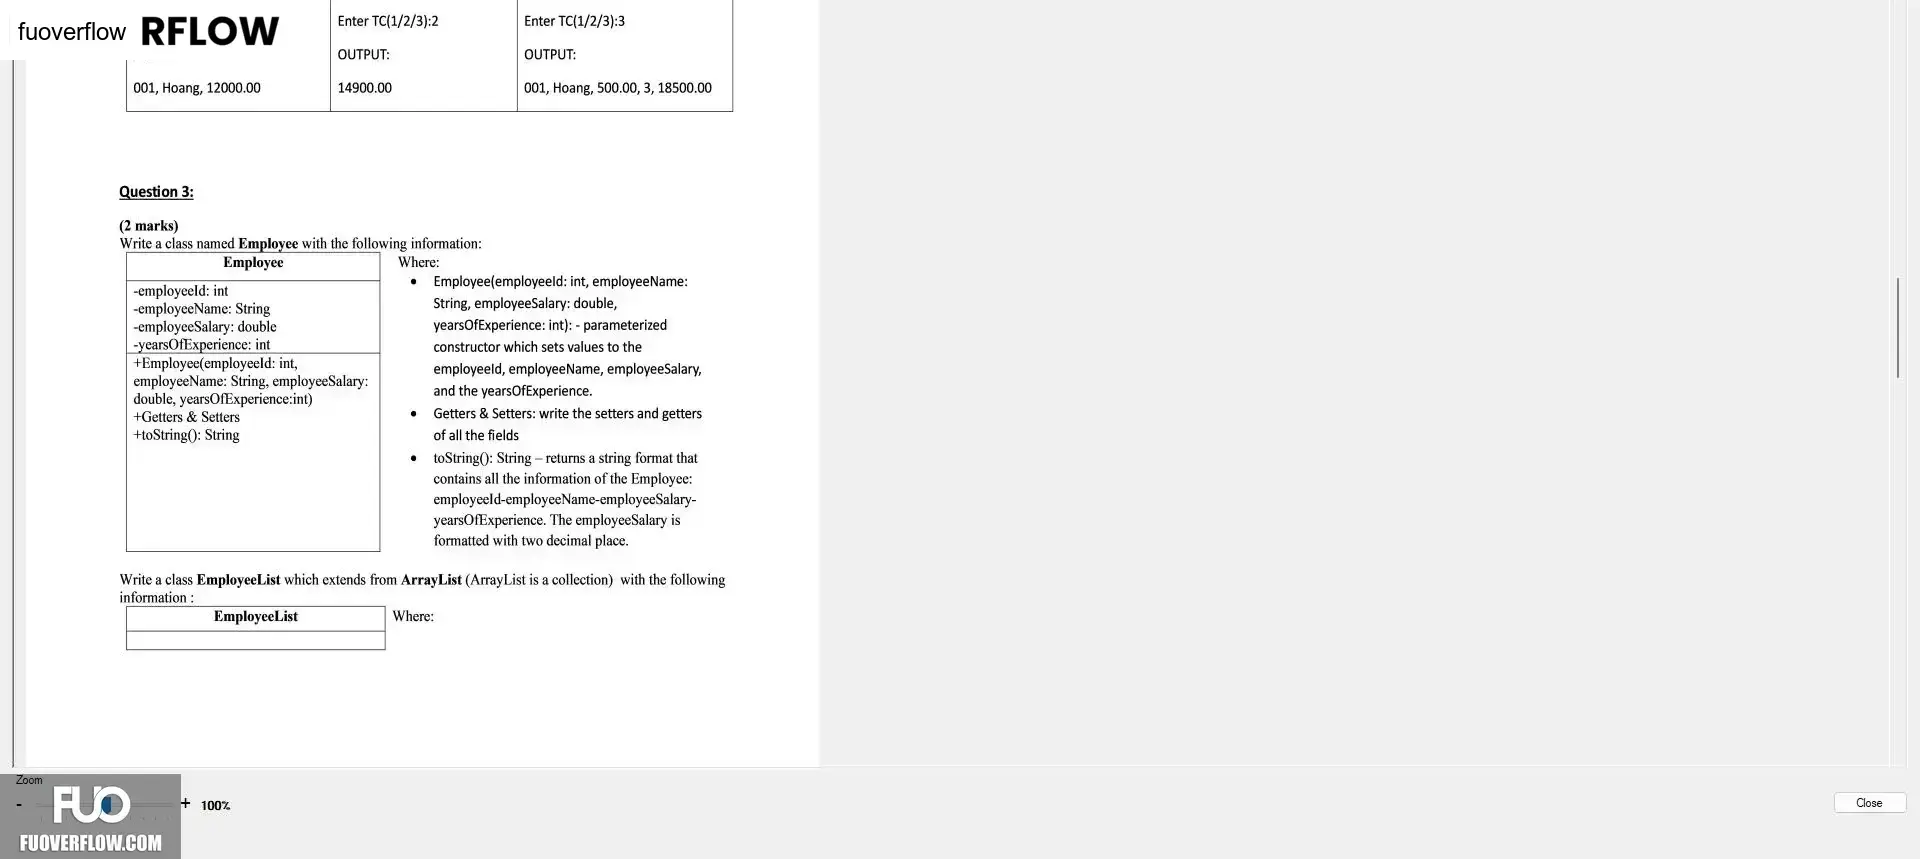 fuoverflow RFLOW
Enter TC(1/2/3):2
Enter TC(1/2/3):3
OUTPUT:
OUTPUT:
001, Hoang, 12000.00
14900.00
001, Hoang, 500.00, 3, 18500.00
Question 3:
(2 marks)
Write a class named Employee with the following information:
Employee
-employeeId: int
-employeeName: String
-employeeSalary: double
-yearsOfExperience: int
+Employee(employeeId: int,
employeeName: String, employeeSalary:
double, yearsOfExperience:int)
+Getters & Setters
+toString(): String
Where:
• Employee(employeeId: int, employeeName:
String, employeeSalary: double,
yearsOfExperience: int): - parameterized
constructor which sets values to the
employeeId, employeeName, employeeSalary,
and the yearsOfExperience.
• Getters & Setters: write the setters and getters
of all the fields
• toString(): String – returns a string format that
contains all the information of the Employee:
employeeId-employeeName-employeeSalary-
yearsOfExperience. The employeeSalary is
formatted with two decimal place.
Write a class EmployeeList which extends from ArrayList (ArrayList is a collection) with the following
information :
EmployeeList
Where:
Zoom
- + 100%
Close
FUO
FUOVERFLOW.COM